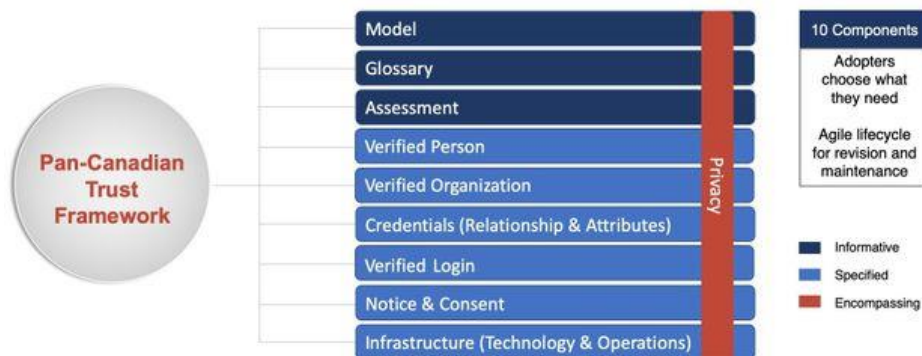 Pan-Canadian
Trust
Framework
Model
Glossary
Assessment
Verified Person
Verified Organization
Credentials (Relationship & Attributes)
Verified Login
Notice & Consent
Infrastructure (Technology & Operations)
Privacy
10 Components
Adopters
choose what
they need
Agile lifecycle
for revision and
maintenance
Informative
Specified
Encompassing